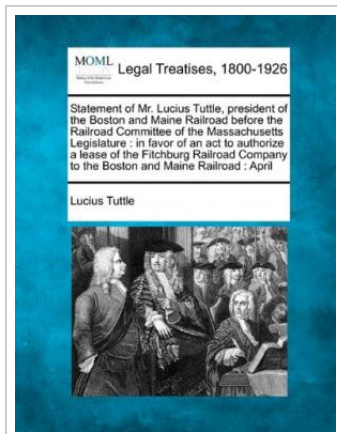 MOML
Legal Treatises, 1800-1926
Statement of Mr. Lucius Tuttle, president of
the Boston and Maine Railroad before the
Railroad Committee of the Massachusetts
Legislature : in favor of an act to authorize
a lease of the Fitchburg Railroad Company
to the Boston and Maine Railroad : April
Lucius Tuttle